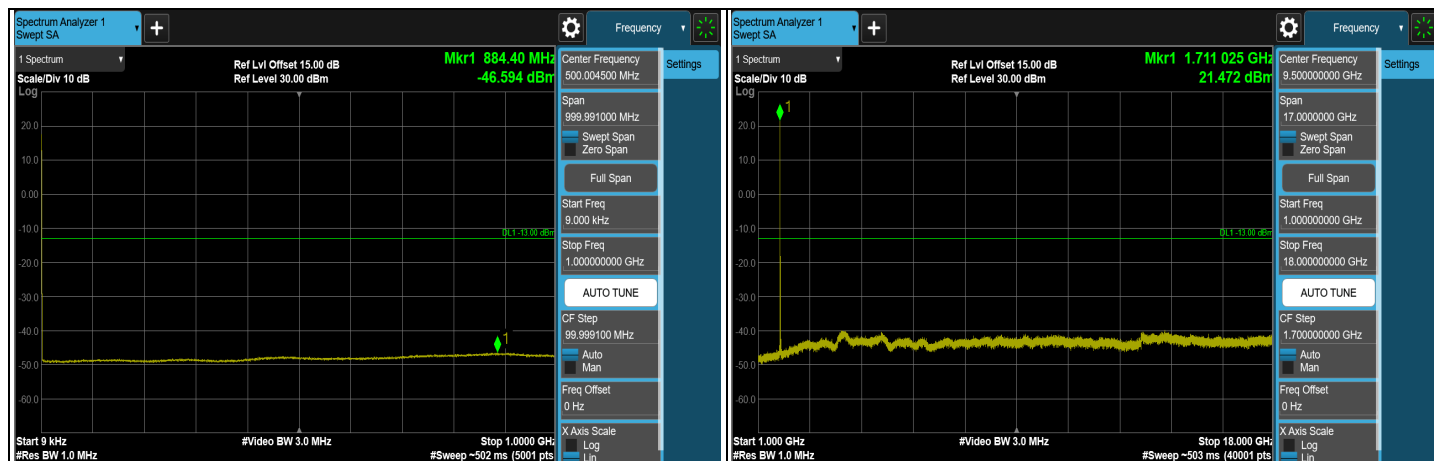 Spectrum Analyzer 1
Swept SA
+
Frequency
1 Spectrum
Scale/Div 10 dB
Ref Lvl Offset 15.00 dB
Ref Level 30.00 dBm
Mkr1 884.40 MHz
-46.594 dBm
Log
20.0
10.0
0.00
-10.0
-20.0
-30.0
-40.0
-50.0
-60.0
DL1 -13.00 dBm
1
Start 9 kHz
#Res BW 1.0 MHz
#Video BW 3.0 MHz
Stop 1.0000 GHz
#Sweep ~502 ms (5001 pts
Center Frequency
500.004500 MHz
Span
999.991000 MHz
Swept Span
Zero Span
Full Span
Start Freq
9.000 kHz
Stop Freq
1.000000000 GHz
AUTO TUNE
CF Step
99.999100 MHz
Auto
Man
Freq Offset
0 Hz
X Axis Scale
Log
Lin
Settings
Spectrum Analyzer 1
Swept SA
+
Frequency
1 Spectrum
Scale/Div 10 dB
Ref Lvl Offset 15.00 dB
Ref Level 30.00 dBm
Mkr1 1.711 025 GHz
21.472 dBm
Log
20.0
10.0
0.00
-10.0
-20.0
-30.0
-40.0
-50.0
-60.0
1
DL1 -13.00 dBm
Start 1.000 GHz
#Res BW 1.0 MHz
#Video BW 3.0 MHz
Stop 18.000 GHz
#Sweep ~503 ms (40001 pts
Center Frequency
9.500000000 GHz
Span
17.0000000 GHz
Swept Span
Zero Span
Full Span
Start Freq
1.000000000 GHz
Stop Freq
18.000000000 GHz
AUTO TUNE
CF Step
1.700000000 GHz
Auto
Man
Freq Offset
0 Hz
X Axis Scale
Log
Lin
Settings